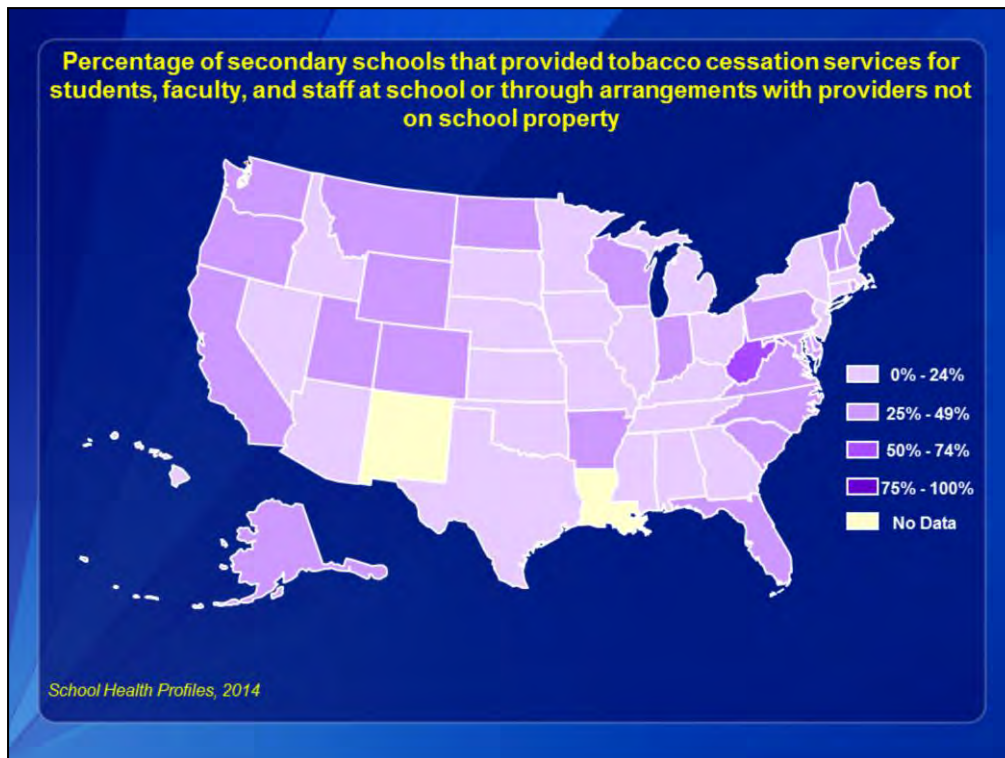 Percentage of secondary schools that provided tobacco cessation services for
students, faculty, and staff at school or through arrangements with providers not
on school property
0% - 24%
25% - 49%
50% - 74%
75% - 100%
No Data
School Health Profiles, 2014